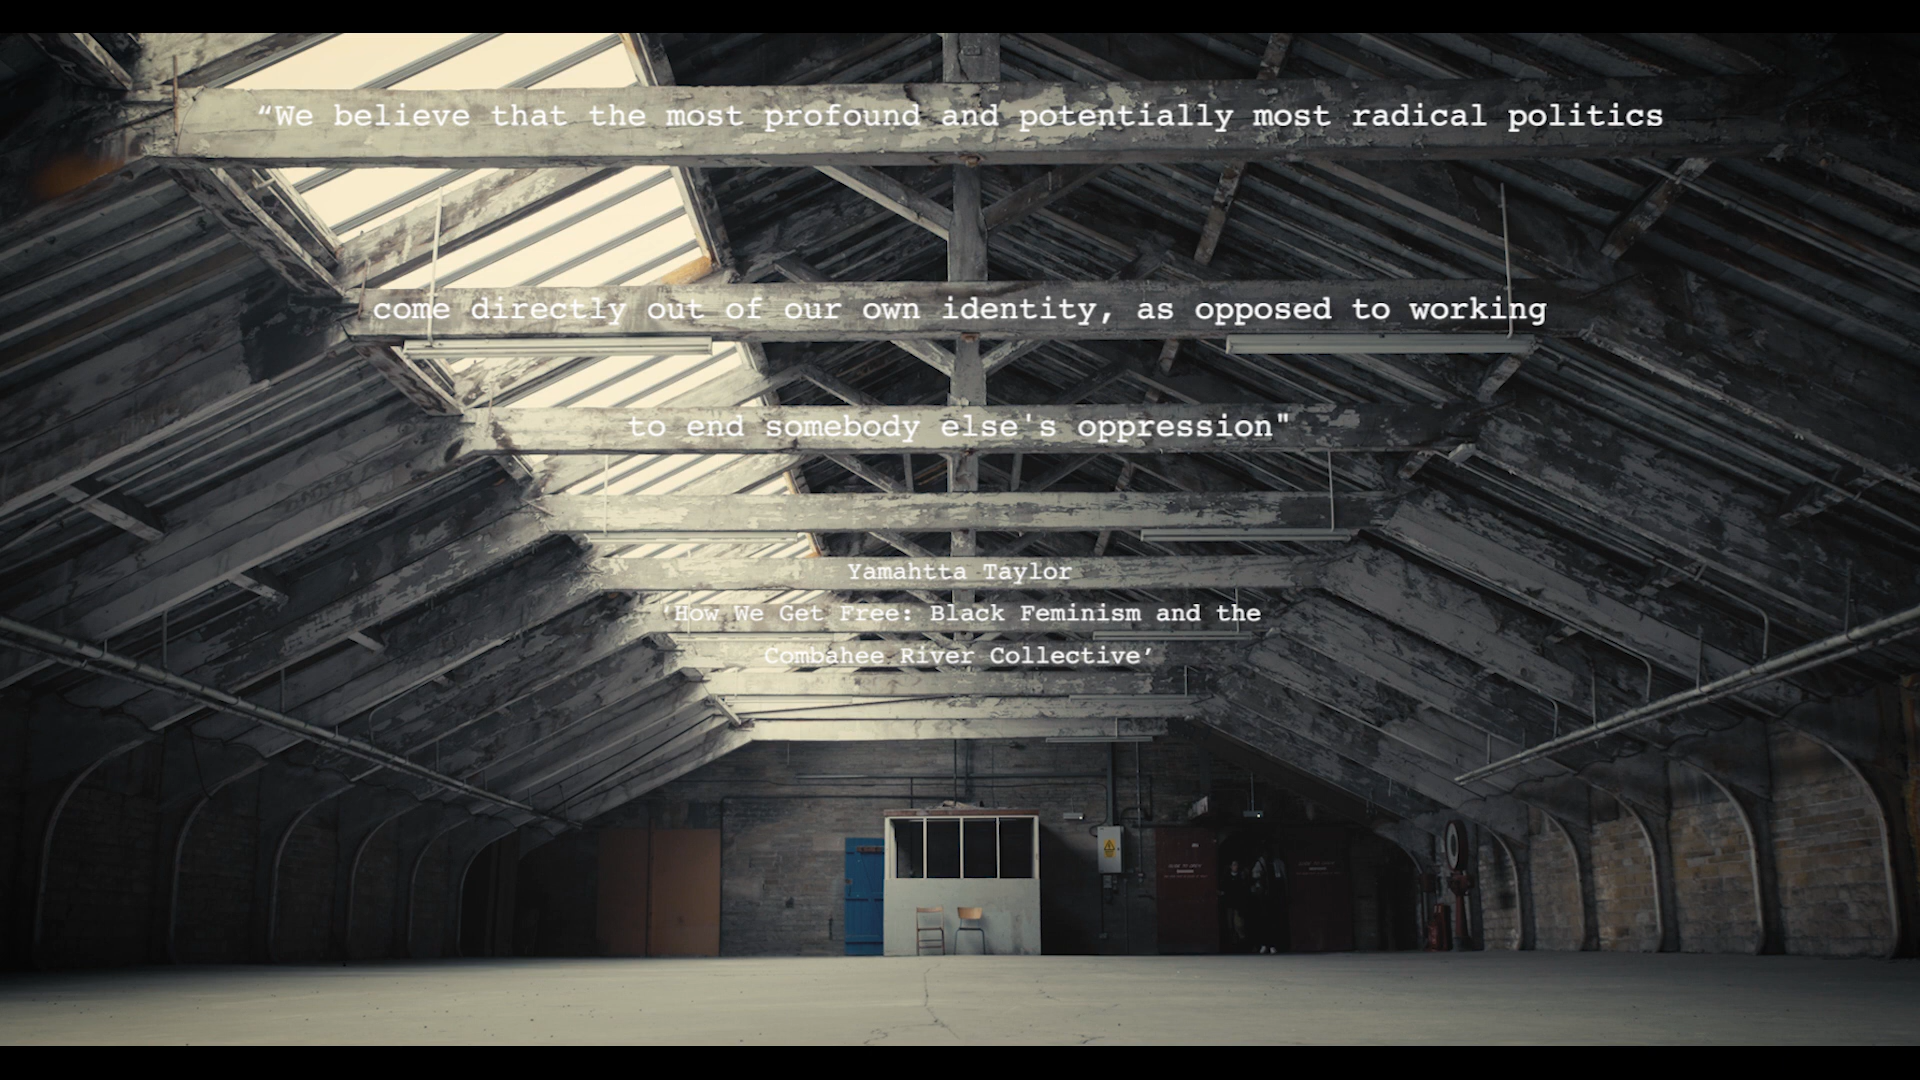 “We believe that the most profound and potentially most radical politics
come directly out of our own identity, as opposed to working
to end somebody else's oppression"
Yamahtta Taylor
‘How We Get Free: Black Feminism and the
Combahee River Collective’